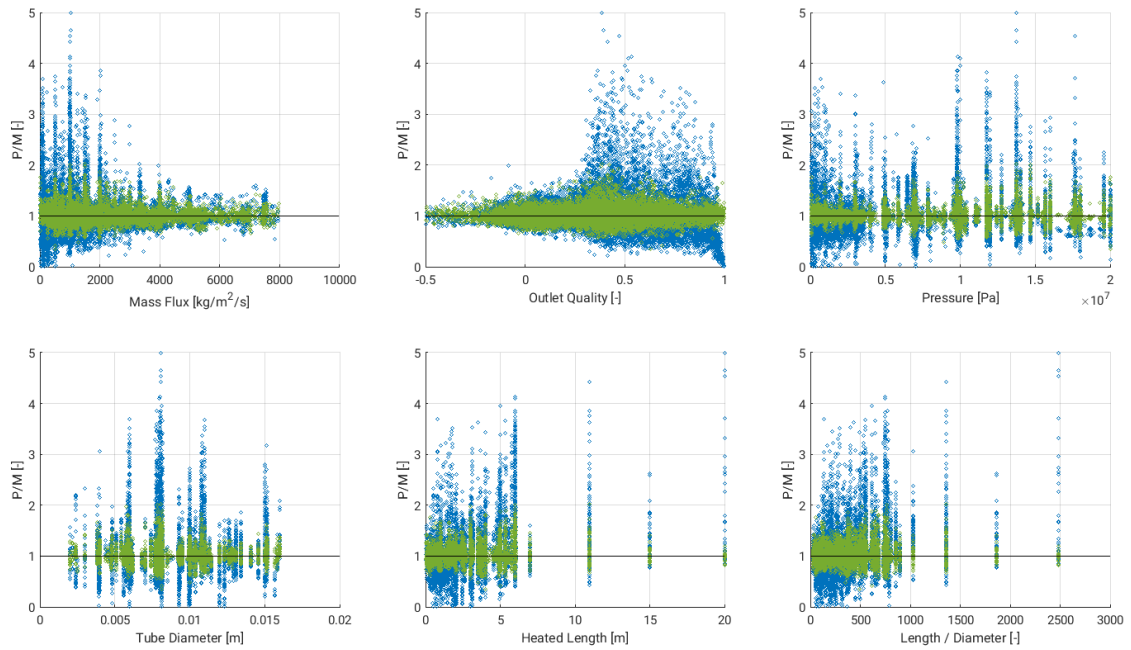 5
4
3
2
1
0
P/M [-]
0 2000 4000 6000 8000 10000
Mass Flux [kg/m²/s]
5
4
3
2
1
0
P/M [-]
-0.5 0 0.5 1
Outlet Quality [-]
5
4
3
2
1
0
P/M [-]
0 0.5 1 1.5 2
×10⁷
Pressure [Pa]
5
4
3
2
1
0
P/M [-]
0 0.005 0.01 0.015 0.02
Tube Diameter [m]
5
4
3
2
1
0
P/M [-]
0 5 10 15 20
Heated Length [m]
5
4
3
2
1
0
P/M [-]
0 500 1000 1500 2000 2500 3000
Length / Diameter [-]